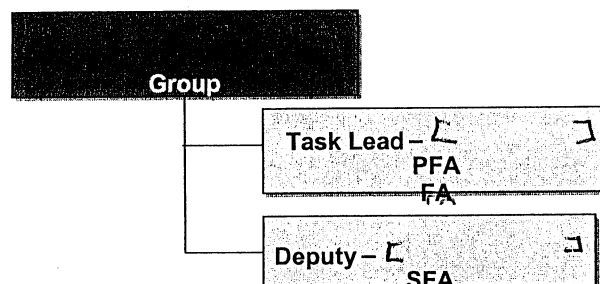 Group
Task Lead – [ ]
PFA
FA
Deputy – [ ]
SFA